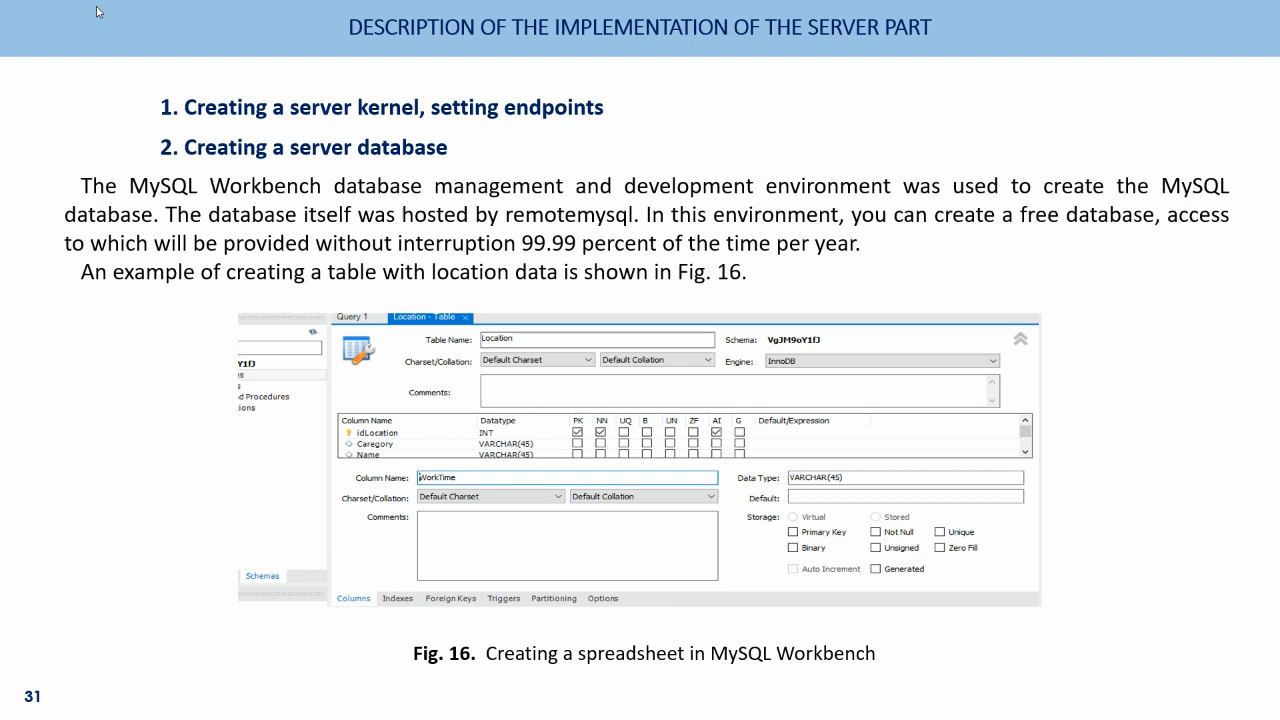 DESCRIPTION OF THE IMPLEMENTATION OF THE SERVER PART
1. Creating a server kernel, setting endpoints
2. Creating a server database
The MySQL Workbench database management and development environment was used to create the MySQL
database. The database itself was hosted by remotemysql. In this environment, you can create a free database, access
to which will be provided without interruption 99.99 percent of the time per year.
An example of creating a table with location data is shown in Fig. 16.
Query 1 Location - Table
Table Name: Location Schema: VgJM9oY1fJ
Charset/Collation: Default Charset Default Collation Engine: InnoDB
Y1fJ
es
s
d Procedures
ions
Comments:
Column Name Datatype PK NN UQ B UN ZF AI G Default/Expression
idLocation INT
Caregory VARCHAR(45)
Name VARCHAR(45)
Column Name: WorkTime Data Type: VARCHAR(45)
Charset/Collation: Default Charset Default Collation Default:
Comments: Storage: Virtual Stored
Primary Key Not Null Unique
Binary Unsigned Zero Fill
Auto Increment Generated
Schemas
Columns Indexes Foreign Keys Triggers Partitioning Options
Fig. 16. Creating a spreadsheet in MySQL Workbench
31